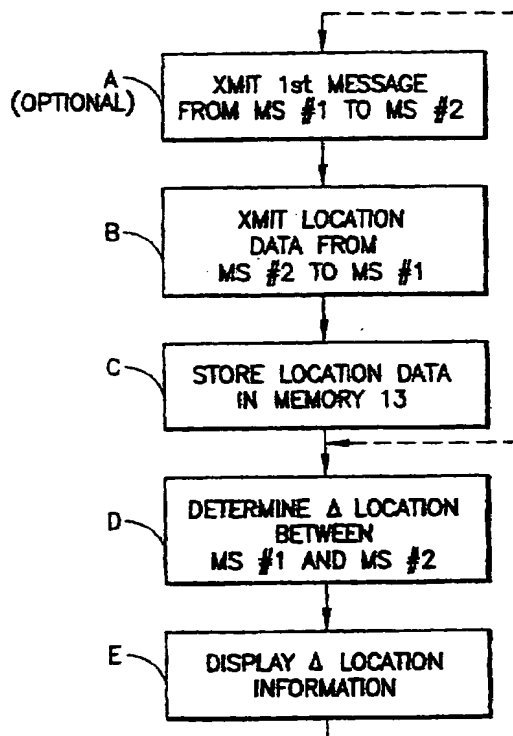 A
(OPTIONAL)
XMIT 1st MESSAGE
FROM MS #1 TO MS #2
B
XMIT LOCATION
DATA FROM
MS #2 TO MS #1
C
STORE LOCATION DATA
IN MEMORY 13
D
DETERMINE Δ LOCATION
BETWEEN
MS #1 AND MS #2
E
DISPLAY Δ LOCATION
INFORMATION